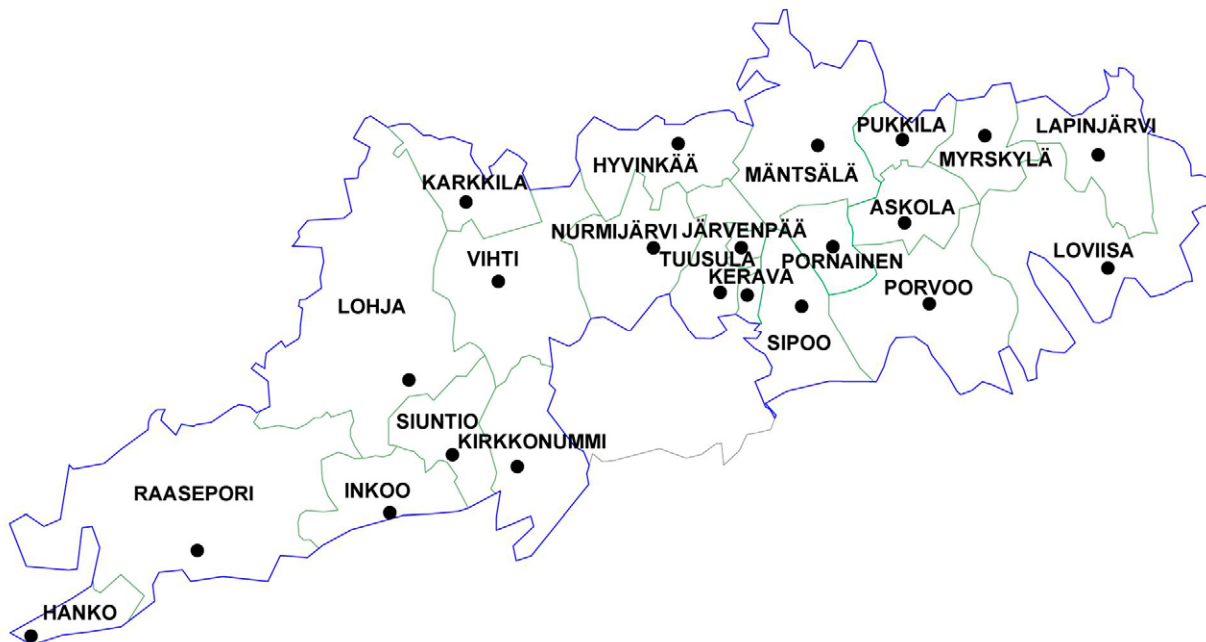 PUKKILA
LAPINJÄRVI
HYVINKÄÄ
MYRSKYLÄ
MÄNTSÄLÄ
KARKKILA
ASKOLA
NURMIJÄRVI
JÄRVENPÄÄ
VIHTI
TUUSULA
PORNAINEN
LOVIISA
KERAVA
PORVOO
LOHJA
SIPOO
SIUNTIO
KIRKKONUMMI
RAASEPORI
INKOO
HANKO